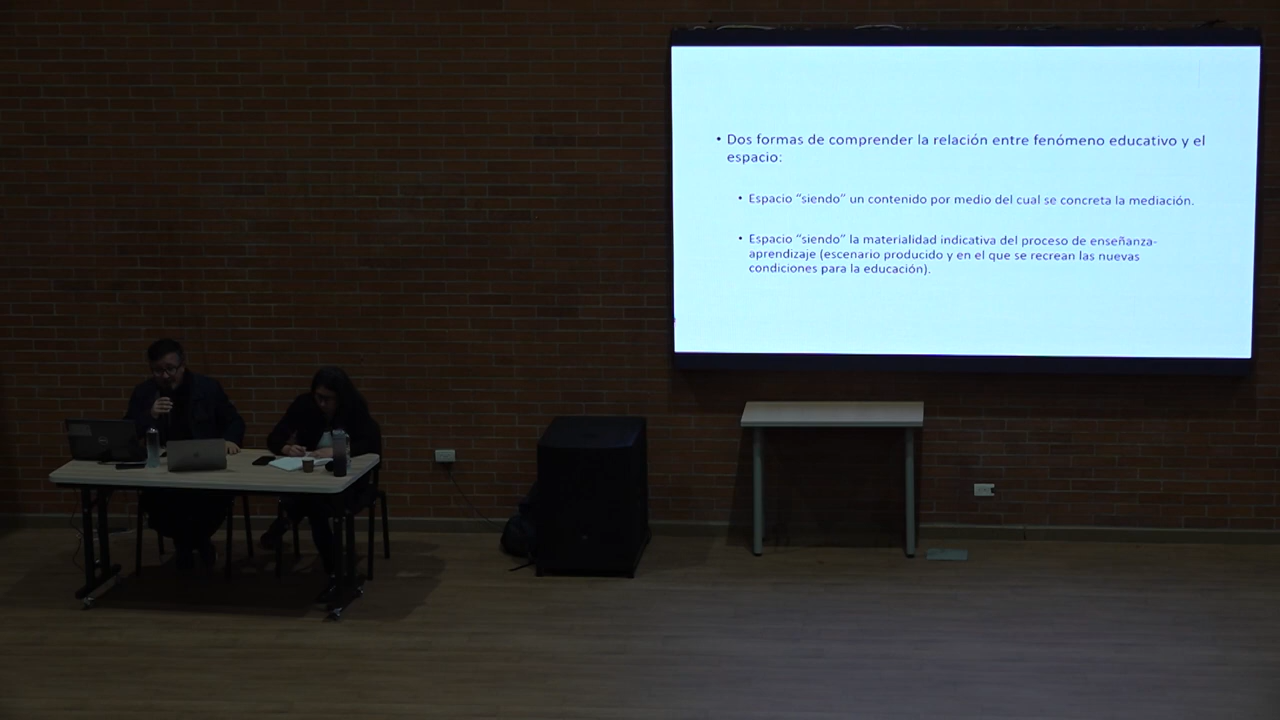 • Dos formas de comprender la relación entre fenómeno educativo y el
espacio:
• Espacio “siendo” un contenido por medio del cual se concreta la mediación.
• Espacio “siendo” la materialidad indicativa del proceso de enseñanza-
aprendizaje (escenario producido y en el que se recrean las nuevas
condiciones para la educación).